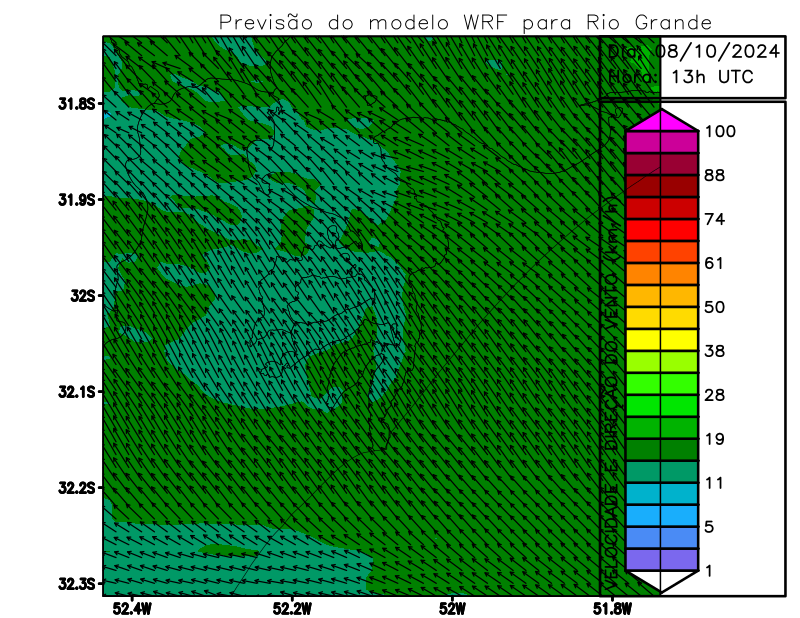 Previsão do modelo WRF para Rio Grande
Dia: 08/10/2024
Hora: 13h UTC
31.8S
31.9S
32S
32.1S
32.2S
32.3S
52.4W
52.2W
52W
51.8W
VELOCIDADE E DIREÇÃO DO VENTO (km/h)
100
88
74
61
50
38
28
19
11
5
1